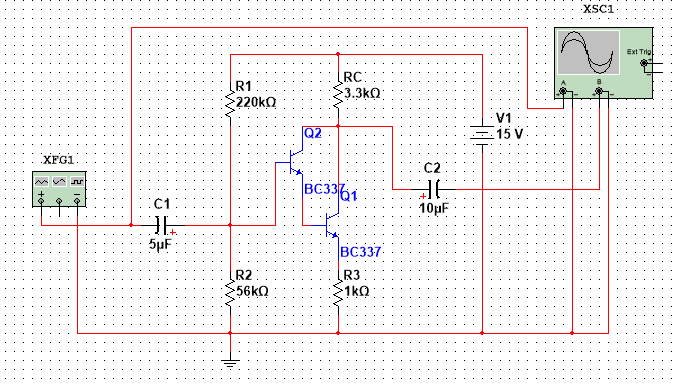 XSC1
Ext Trig
+
A
B
+ -
+ -
R1
220kΩ
RC
3.3kΩ
V1
15 V
Q2
BC337
Q1
BC337
C2
+
10µF
XFG1
+ -
C1
+
5µF
R2
56kΩ
R3
1kΩ